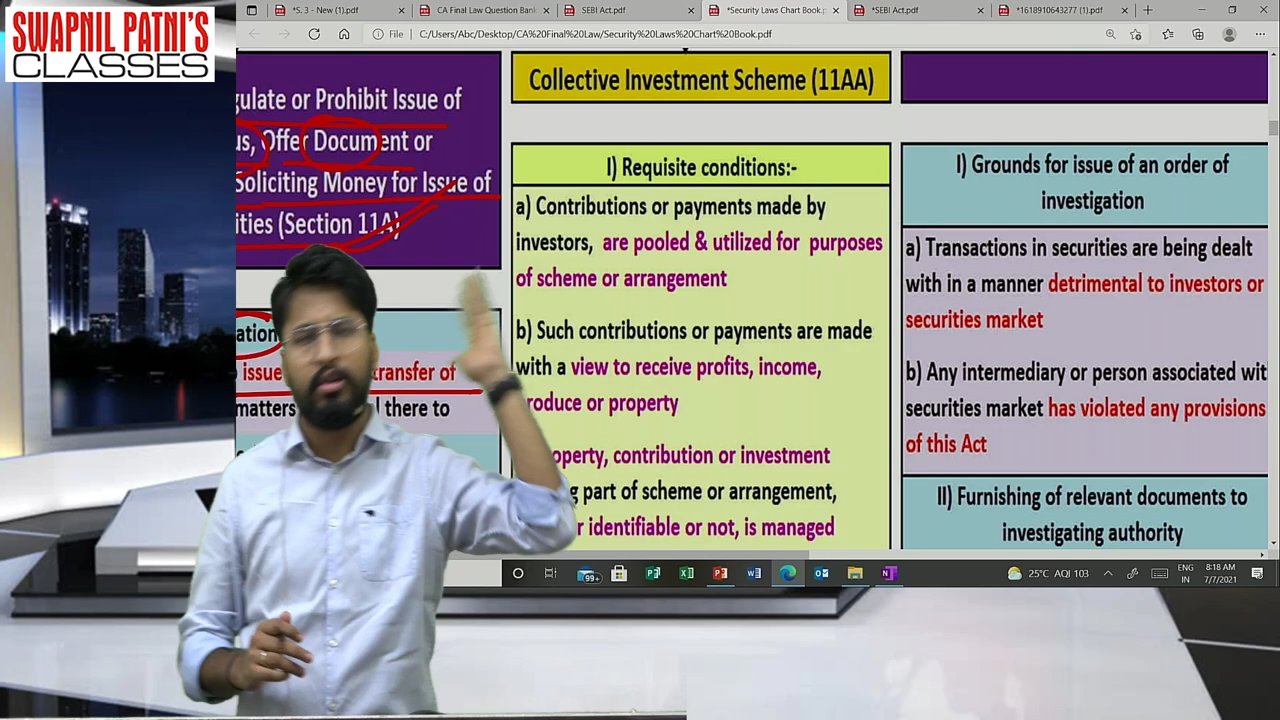 SWAPNIL PATNI'S
CLASSES
*S. 3 - New (1).pdf
CA Final Law Question Ban
SEBI Act.pdf
*Security Laws Chart Book.p
*SEBI Act.pdf
*1618910643277 (1).pdf
File
C:/Users/Abc/Desktop/CA%20Final%20Law/Security%20Laws%20Chart%20Book.pdf
gulate or Prohibit Issue of
us, Offer Document or
Soliciting Money for Issue of
ities (Section 11A)
ation
issue
transfer of
matters
there to
Collective Investment Scheme (11AA)
I) Requisite conditions:-
a) Contributions or payments made by
investors, are pooled & utilized for purposes
of scheme or arrangement
b) Such contributions or payments are made
with a view to receive profits, income,
roduce or property
operty, contribution or investment
g part of scheme or arrangement,
r identifiable or not, is managed
I) Grounds for issue of an order of
investigation
a) Transactions in securities are being dealt
with in a manner detrimental to investors or
securities market
b) Any intermediary or person associated wit
securities market has violated any provisions
of this Act
II) Furnishing of relevant documents to
investigating authority
99+
25°C AQI 103
ENG
IN
8:18 AM
7/7/2021